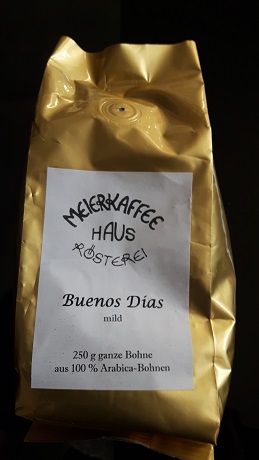 MEIERKAFFEE
HAUS
RÖSTEREI
Buenos Días
mild
250 g ganze Bohne
aus 100 % Arabica-Bohnen